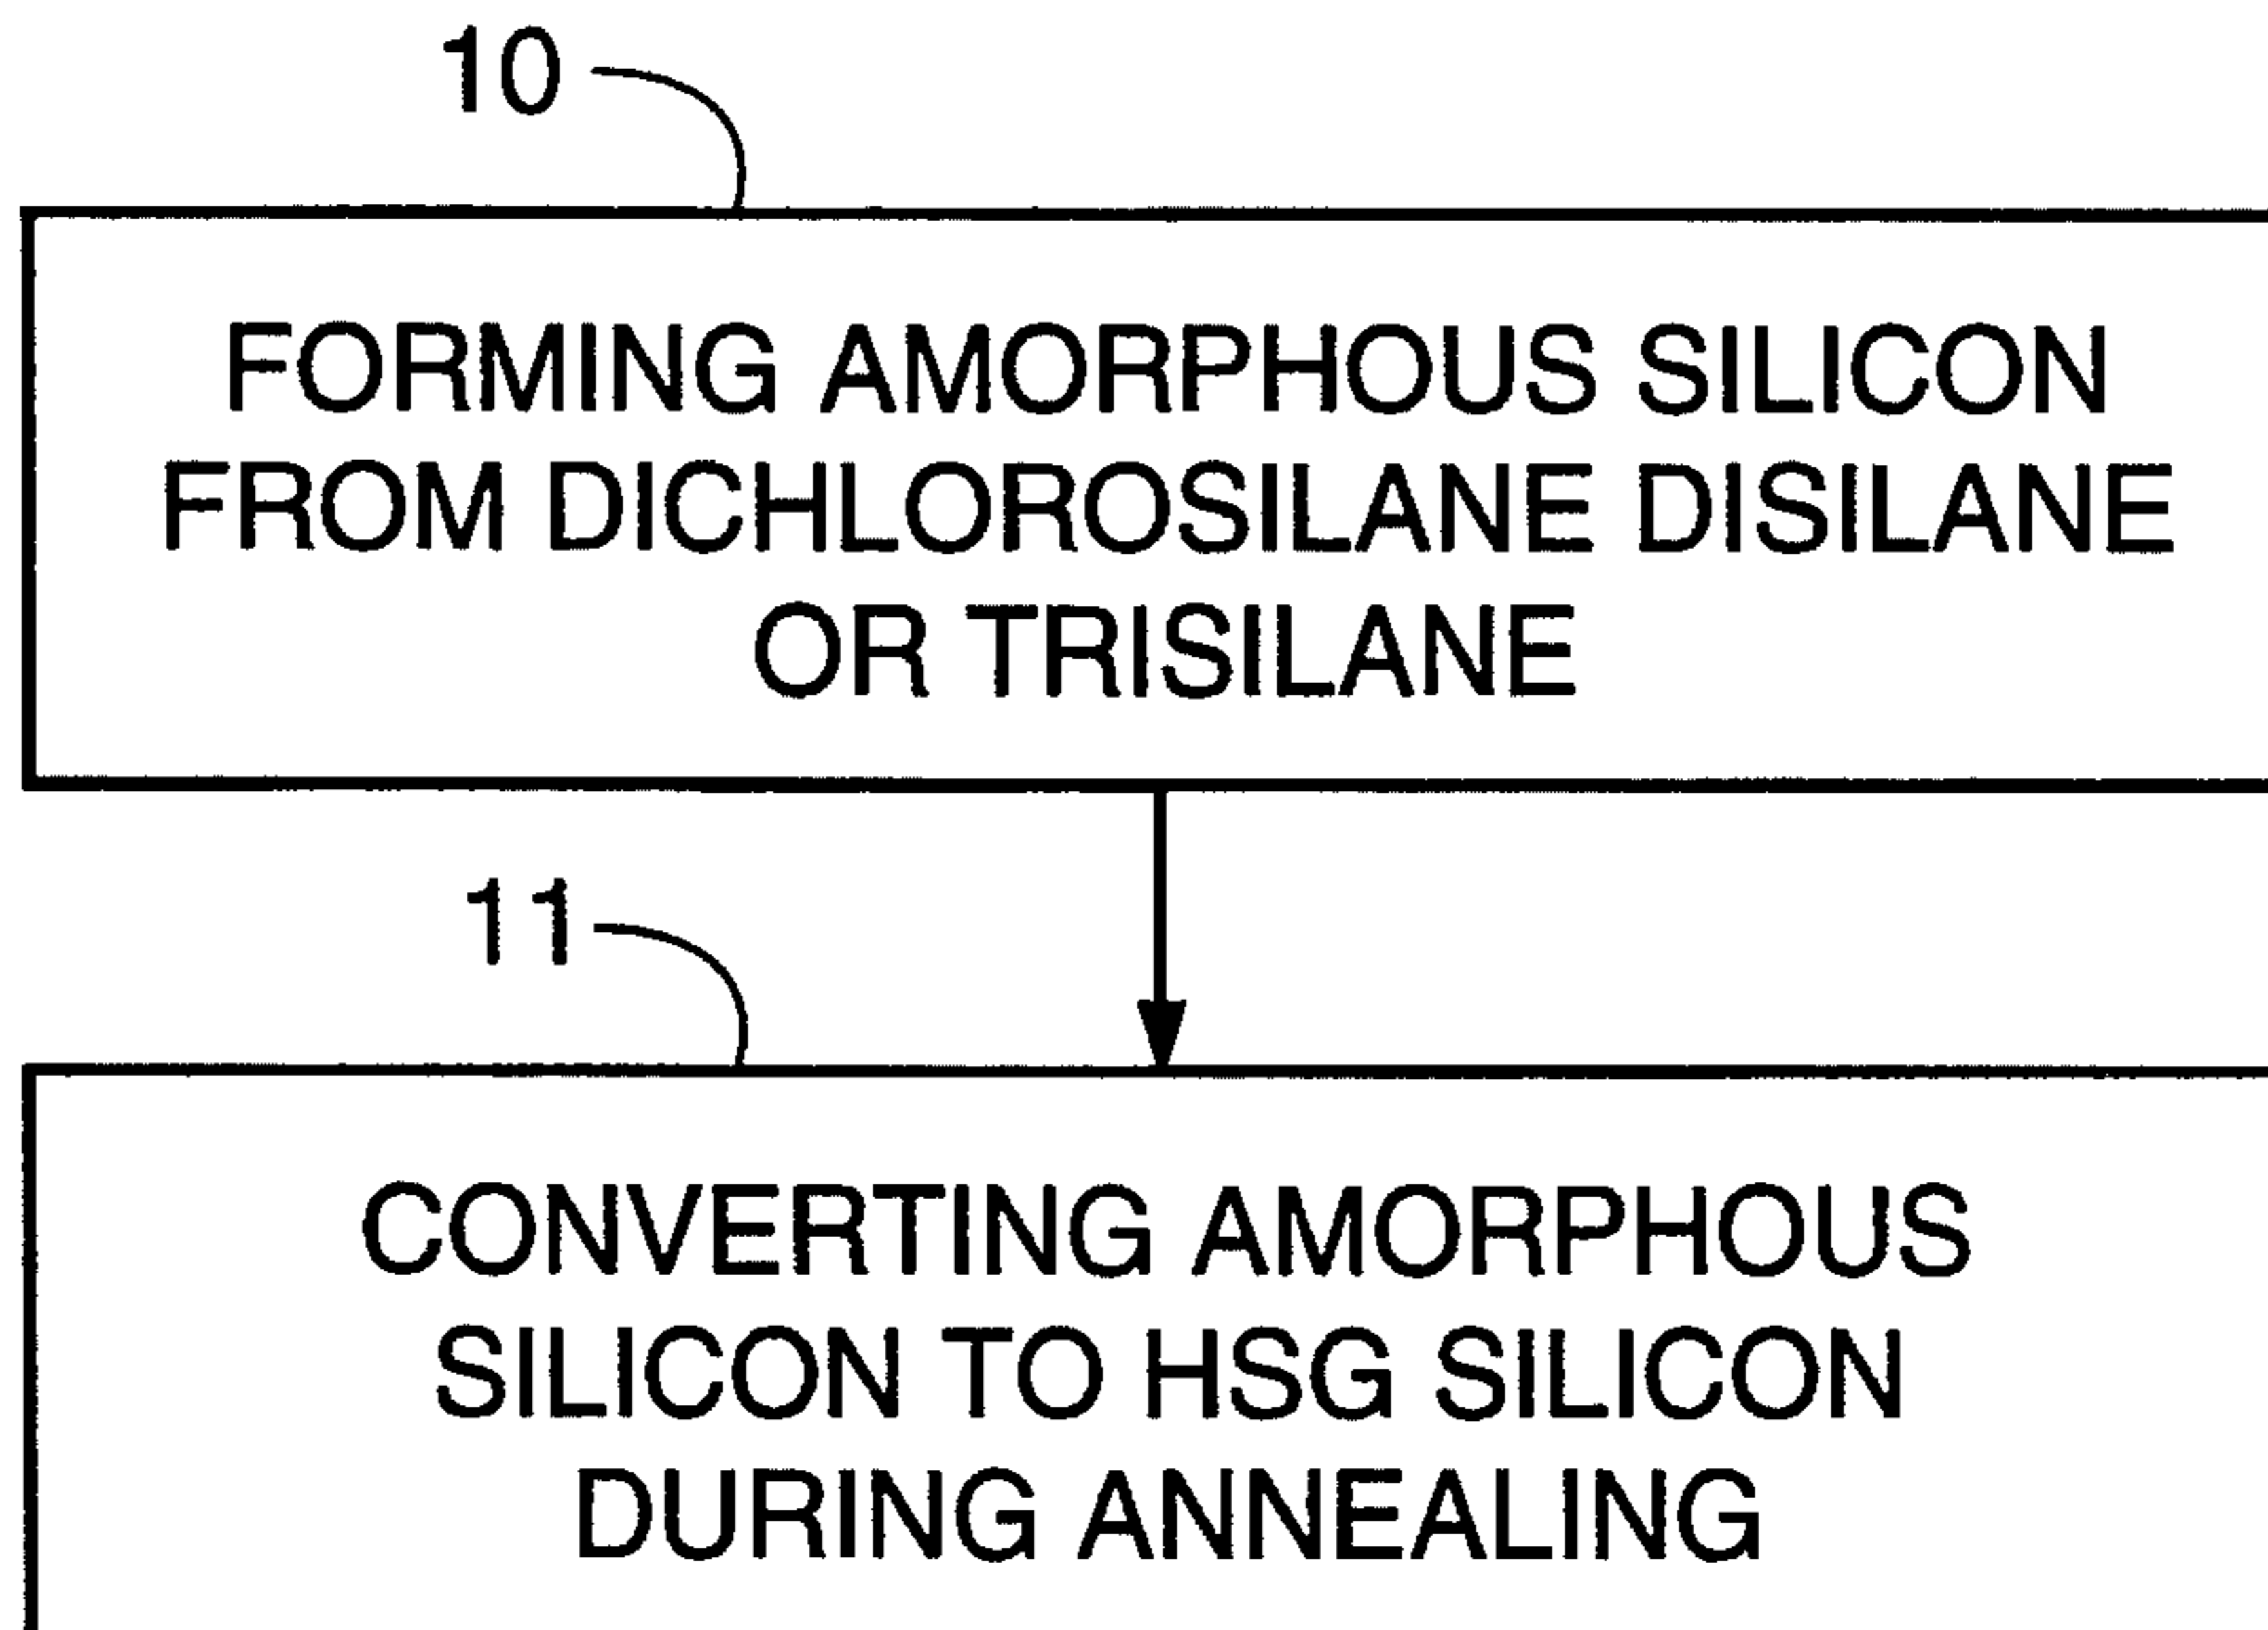 10
FORMING AMORPHOUS SILICON
FROM DICHLOROSILANE DISILANE
OR TRISILANE
11
CONVERTING AMORPHOUS
SILICON TO HSG SILICON
DURING ANNEALING